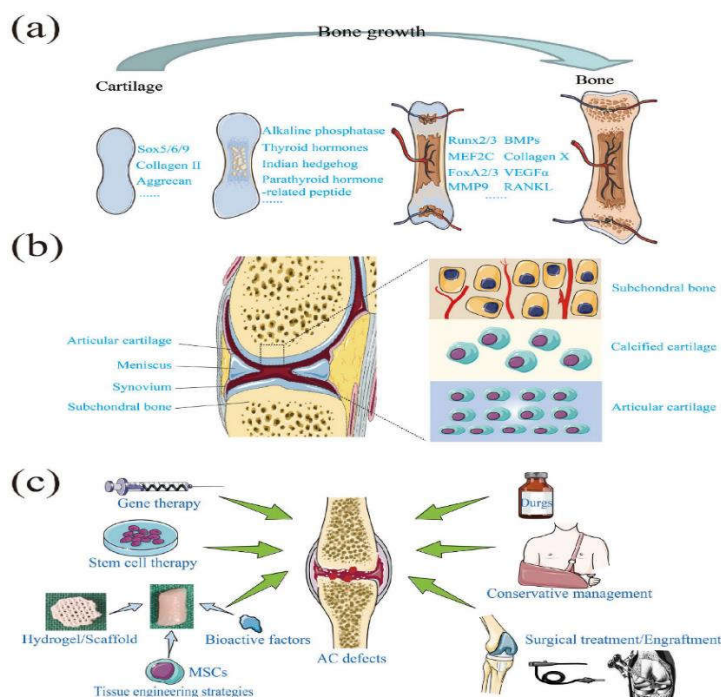 (a)
Bone growth
Cartilage
Bone
Sox5/6/9
Collagen II
Aggrecan
......
Alkaline phosphatase
Thyroid hormones
Indian hedgehog
Parathyroid hormone
-related peptide
......
Runx2/3 BMPs
MEF2C Collagen X
FoxA2/3 VEGFα
MMP9 RANKL
......
(b)
Articular cartilage
Meniscus
Synovium
Subchondral bone
Subchondral bone
Calcified cartilage
Articular cartilage
(c)
Gene therapy
Stem cell therapy
Hydrogel/Scaffold
Bioactive factors
MSCs
Tissue engineering strategies
AC defects
Durgs
Conservative management
Surgical treatment/Engraftment